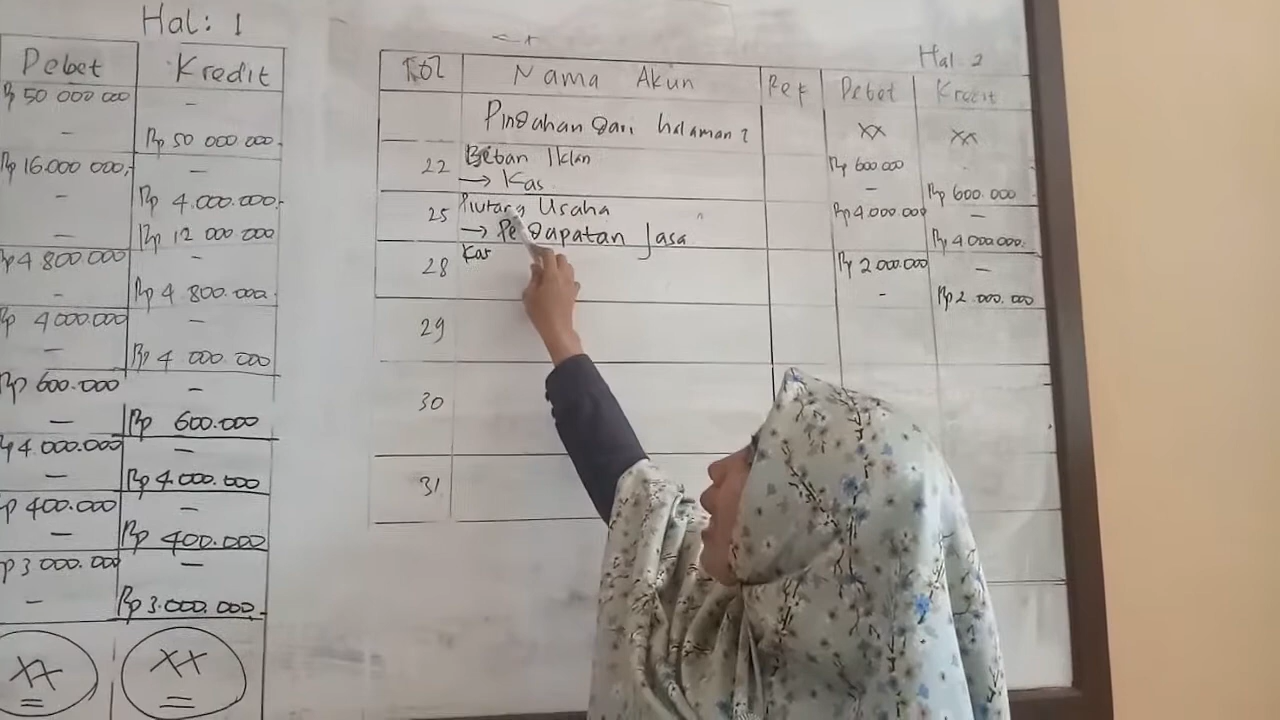 Hal: 1
Debet Kredit
Rp 50 000 000 -
- Rp 50 000 000,-
Rp 16.000 000,- -
- Rp 4.000.000,-
- Rp 12 000 000
Rp 4 800 000 -
- Rp 4.800.000
Rp 4 000.000 -
- Rp 4 000 000
Rp 600.000 -
- Rp 600.000
Rp 4.000.000 -
- Rp 4.000.000
Rp 400.000 -
- Rp 400.000
Rp 3 000.000 -
- Rp 3.000.000
XX XX
Hal 2
Nama Akun Ref Debet Kredit
Pindahan dari halaman XX XX
22 Beban Iklan Rp 600 000 -
→ Kas - Rp 600.000
25 Piutang Usaha Rp 4.000.000 -
→ Pendapatan Jasa Rp 4 000 000.
28 Kas Rp 2 000.000 -
- Rp 2.000.000
29
30
31